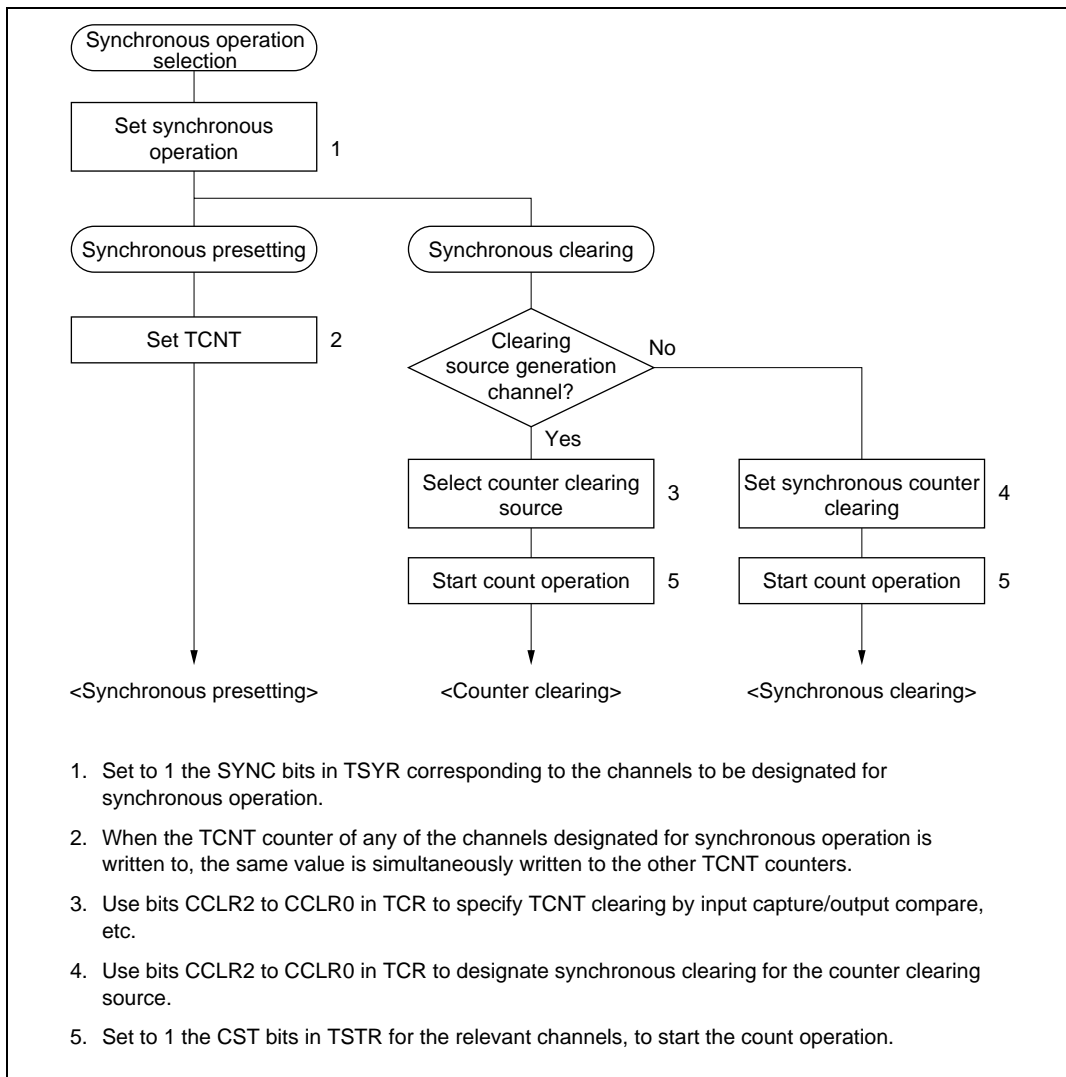 Synchronous operation
selection
Set synchronous
operation
1
Synchronous presetting
Synchronous clearing
Set TCNT
2
Clearing
source generation
channel?
No
Yes
Select counter clearing
source
3
Set synchronous counter
clearing
4
Start count operation
5
Start count operation
5
<Synchronous presetting>
<Counter clearing>
<Synchronous clearing>
1. Set to 1 the SYNC bits in TSYR corresponding to the channels to be designated for
synchronous operation.
2. When the TCNT counter of any of the channels designated for synchronous operation is
written to, the same value is simultaneously written to the other TCNT counters.
3. Use bits CCLR2 to CCLR0 in TCR to specify TCNT clearing by input capture/output compare,
etc.
4. Use bits CCLR2 to CCLR0 in TCR to designate synchronous clearing for the counter clearing
source.
5. Set to 1 the CST bits in TSTR for the relevant channels, to start the count operation.